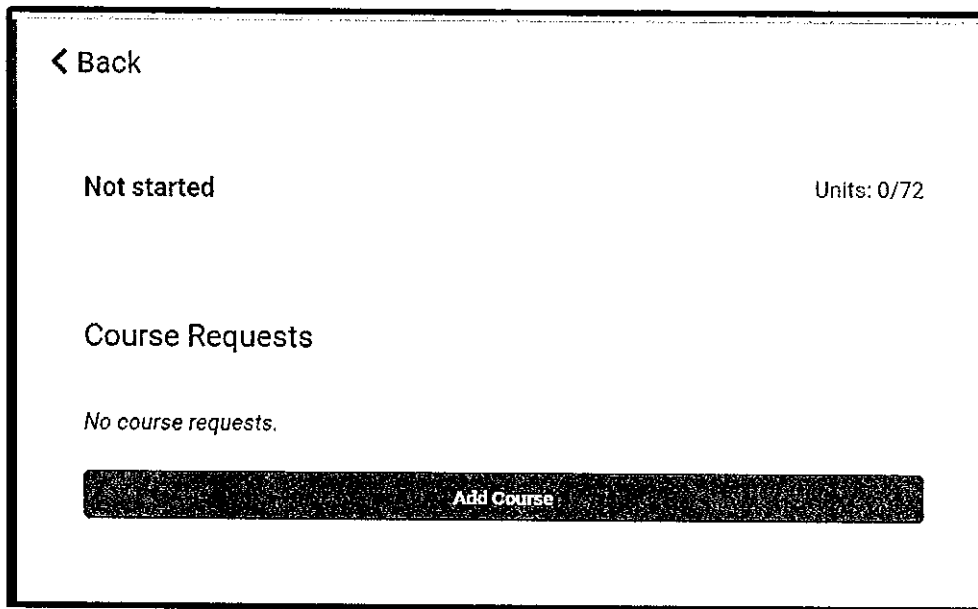 Back
Not started
Units: 0/72
Course Requests
No course requests.
Add Course